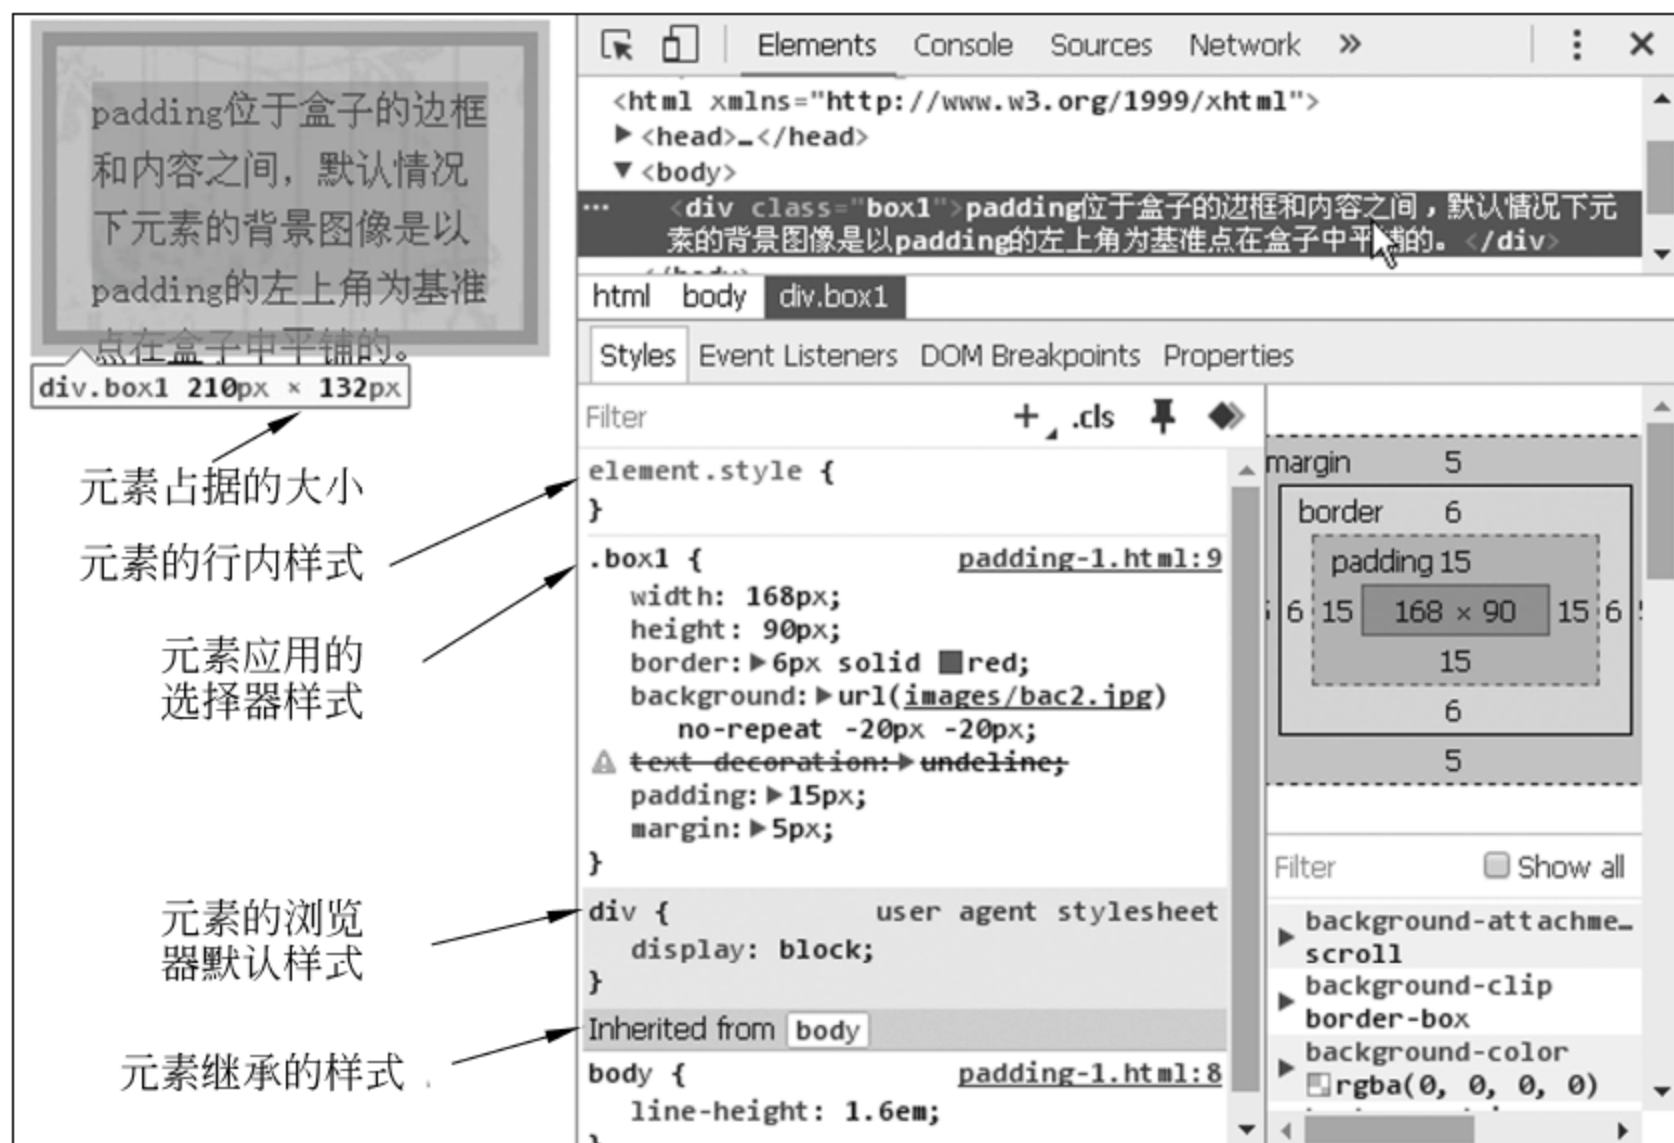 padding位于盒子的边框
和内容之间，默认情况
下元素的背景图像是以
padding的左上角为基准
点在盒子中平铺的。
div.box1 210px × 132px
元素占据的大小
元素的行内样式
元素应用的
选择器样式
元素的浏览
器默认样式
元素继承的样式
Elements Console Sources Network »
<html xmlns="http://www.w3.org/1999/xhtml">
▶<head>…</head>
▼<body>
… <div class="box1">padding位于盒子的边框和内容之间，默认情况下元
素的背景图像是以padding的左上角为基准点在盒子中平铺的。</div>
</body>
html body div.box1
Styles Event Listeners DOM Breakpoints Properties
Filter + .cls
element.style {
}
.box1 { padding-1.html:9
width: 168px;
height: 90px;
border:▶6px solid red;
background:▶url(images/bac2.jpg)
no-repeat -20px -20px;
text decoration:▶undeline;
padding:▶15px;
margin:▶5px;
}
div { user agent stylesheet
display: block;
}
Inherited from body
body { padding-1.html:8
line-height: 1.6em;
}
margin 5
border 6
padding 15
6 15 168 × 90 15 6
15
6
5
Filter Show all
▶ background-attachme…
scroll
▶ background-clip
border-box
▶ background-color
rgba(0, 0, 0, 0)